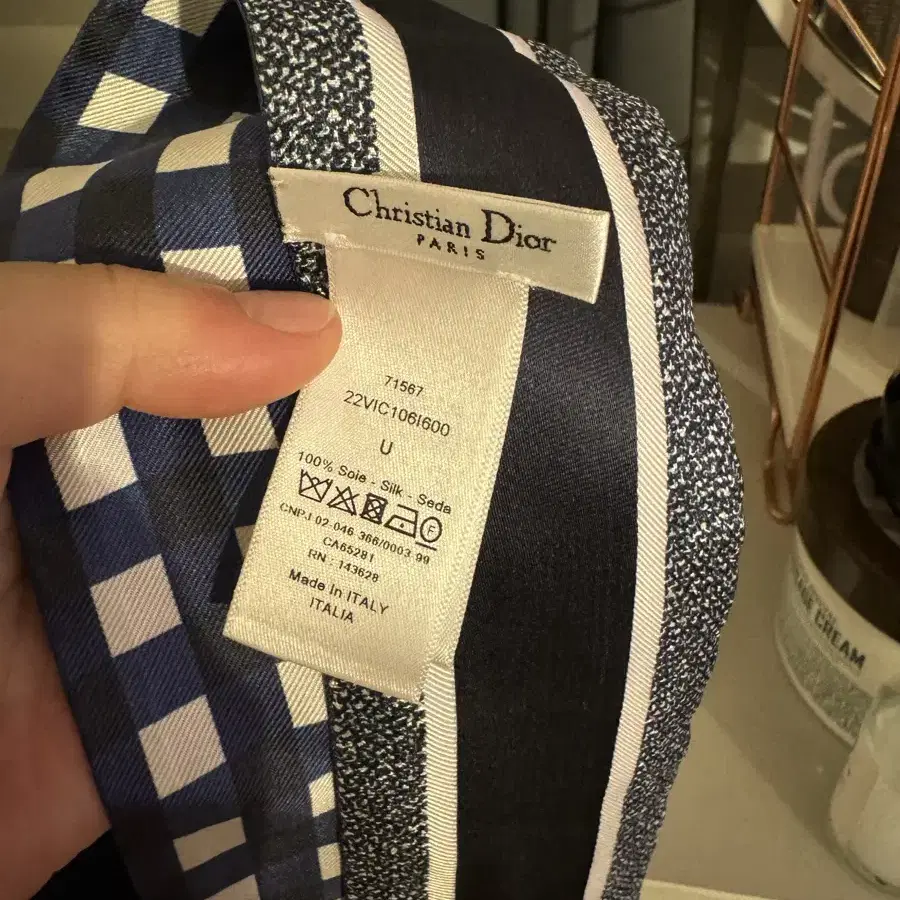 Christian Dior
PARIS
71567
22VIC106I600
U
100% Soie - Silk - Seda
F
CNPJ 02.046.366/0003.99
CA65281
RN : 143628
Made in ITALY
ITALIA
CREAM